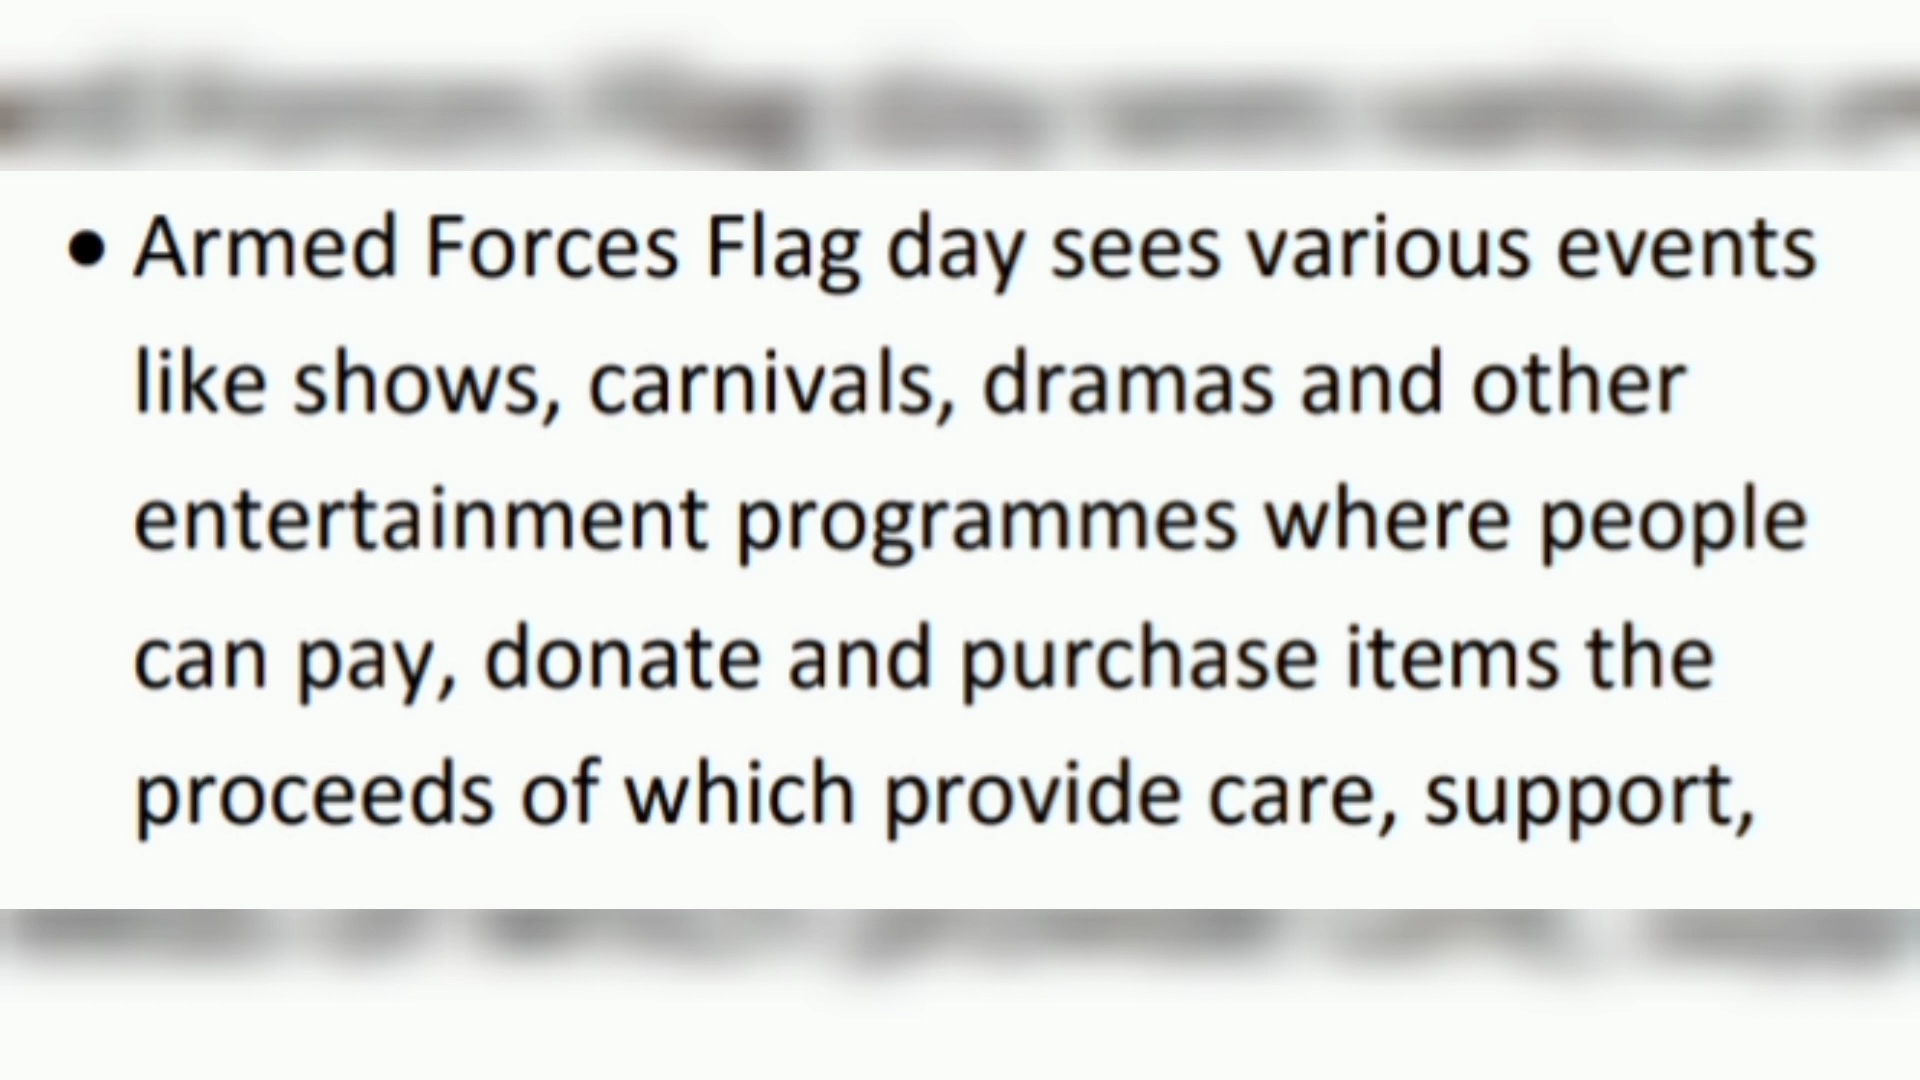 • Armed Forces Flag day sees various events
like shows, carnivals, dramas and other
entertainment programmes where people
can pay, donate and purchase items the
proceeds of which provide care, support,